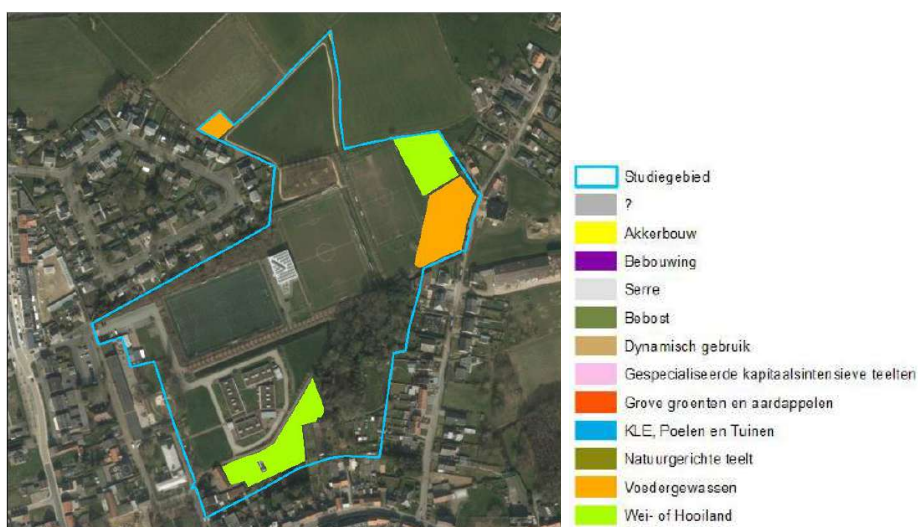 Studiegebied
?
Akkerbouw
Bebouwing
Serre
Bebost
Dynamisch gebruik
Gespecialiseerde kapitaalsintensieve teelten
Grove groenten en aardappelen
KLE, Poelen en Tuinen
Natuurgerichte teelt
Voedergewassen
Wei- of Hooiland